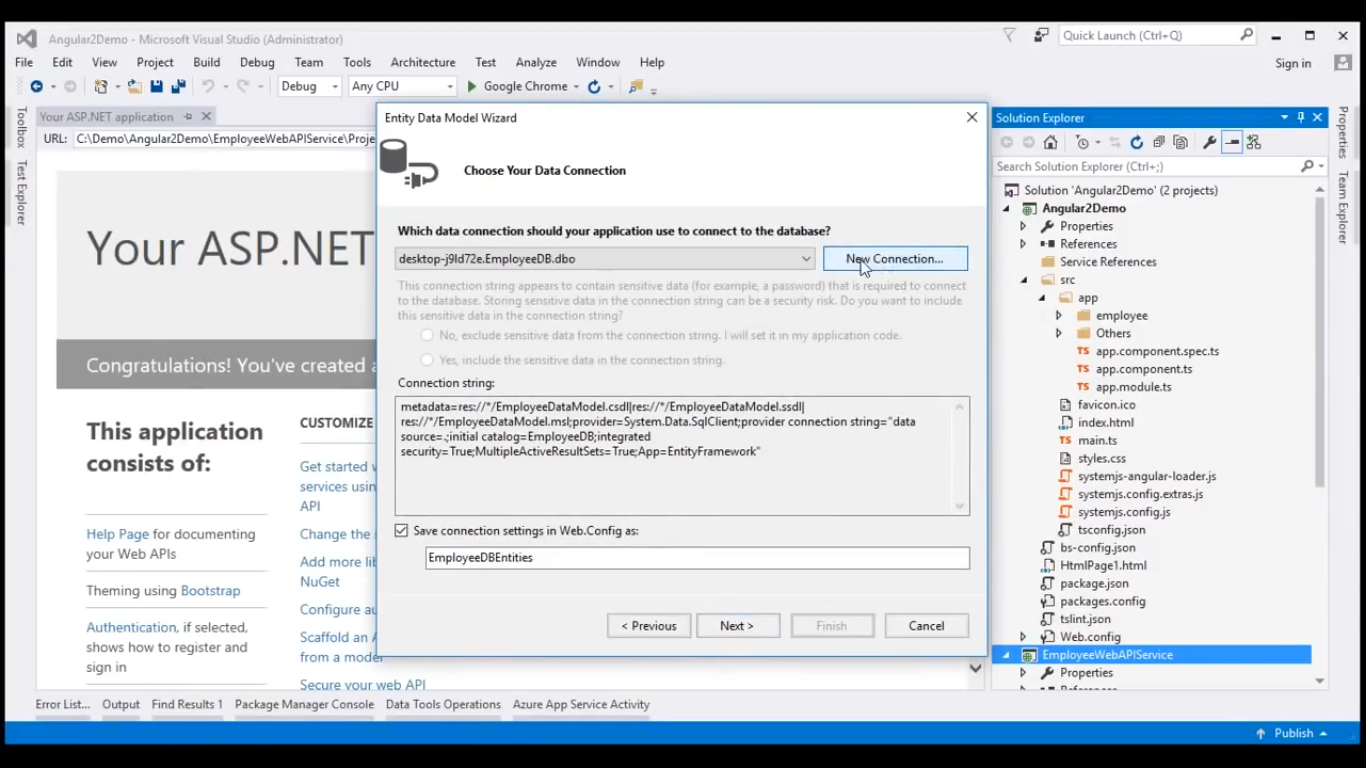 Angular2Demo - Microsoft Visual Studio (Administrator)
Quick Launch (Ctrl+Q)
File Edit View Project Build Debug Team Tools Architecture Test Analyze Window Help
Sign in
Debug Any CPU Google Chrome
Toolbox
Test Explorer
Your ASP.NET application
URL: C:\Demo\Angular2Demo\EmployeeWebAPIService\Proje
Your ASP.NET
Congratulations! You've created a
This application
consists of:
Help Page for documenting
your Web APIs
Theming using Bootstrap
Authentication, if selected,
shows how to register and
sign in
CUSTOMIZE
Get started w
services using
API
Change the
Add more lib
NuGet
Configure au
Scaffold an A
from a model
Secure your web API
Entity Data Model Wizard
Choose Your Data Connection
Which data connection should your application use to connect to the database?
desktop-j9ld72e.EmployeeDB.dbo
New Connection...
This connection string appears to contain sensitive data (for example, a password) that is required to connect
to the database. Storing sensitive data in the connection string can be a security risk. Do you want to include
this sensitive data in the connection string?
No, exclude sensitive data from the connection string. I will set it in my application code.
Yes, include the sensitive data in the connection string.
Connection string:
metadata=res://*/EmployeeDataModel.csdl|res://*/EmployeeDataModel.ssdl|
res://*/EmployeeDataModel.msl;provider=System.Data.SqlClient;provider connection string="data
source=.;initial catalog=EmployeeDB;integrated
security=True;MultipleActiveResultSets=True;App=EntityFramework"
Save connection settings in Web.Config as:
EmployeeDBEntities
< Previous
Next >
Finish
Cancel
Solution Explorer
Search Solution Explorer (Ctrl+;)
Solution 'Angular2Demo' (2 projects)
Angular2Demo
Properties
References
Service References
src
app
employee
Others
TS app.component.spec.ts
TS app.component.ts
TS app.module.ts
favicon.ico
index.html
TS main.ts
styles.css
systemjs-angular-loader.js
systemjs.config.extras.js
systemjs.config.js
tsconfig.json
bs-config.json
HtmlPage1.html
package.json
packages.config
tslint.json
Web.config
EmployeeWebAPIService
Properties
References
Properties
Team Explorer
Error List... Output Find Results 1 Package Manager Console Data Tools Operations Azure App Service Activity
Publish